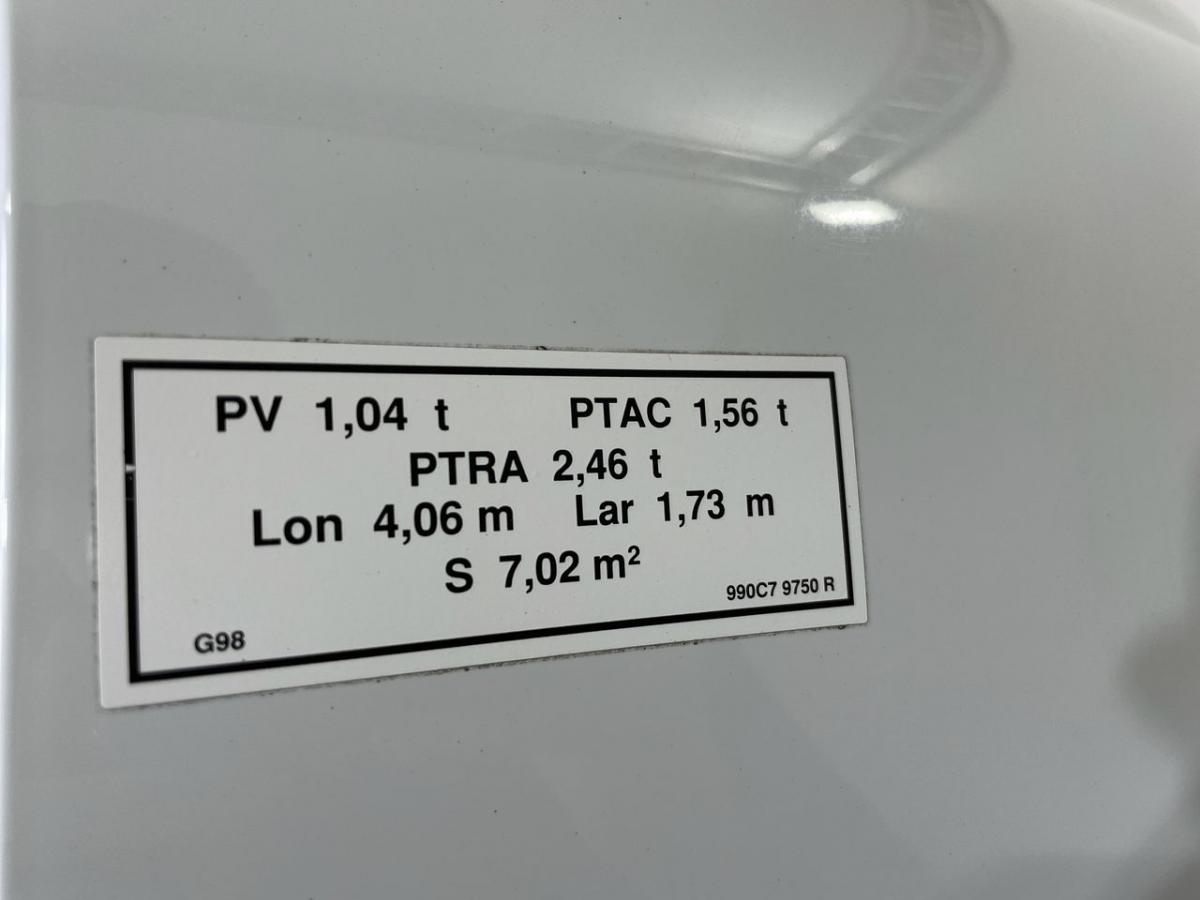 PV 1,04 t PTAC 1,56 t
PTRA 2,46 t
Lon 4,06 m Lar 1,73 m
S 7,02 m²
990C7 9750 R
G98